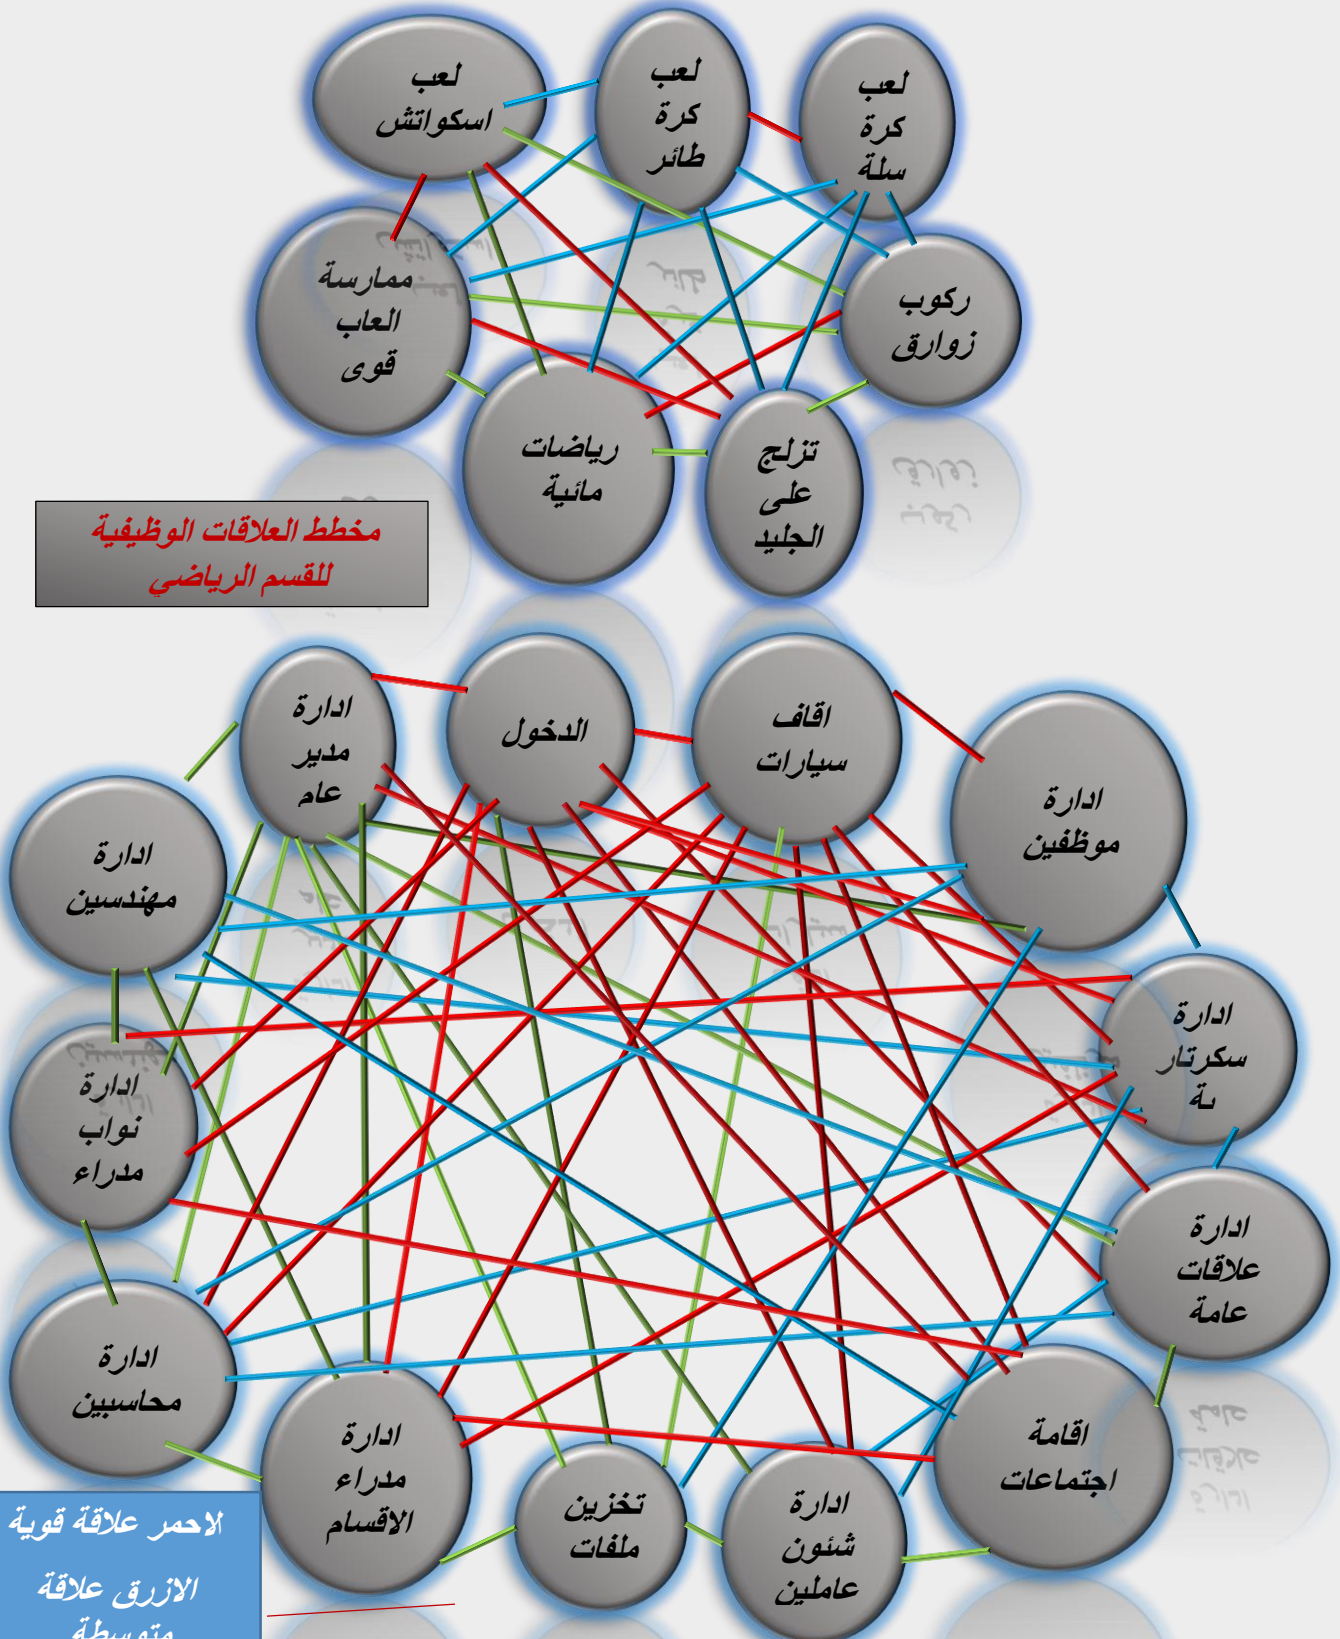 لعب
اسكواتش
لعب
كرة
طائر
لعب
كرة
سلة
ممارسة
العاب
قوى
ركوب
زوارق
رياضات
مائية
تزلج
على
الجليد
مخطط العلاقات الوظيفية
للقسم الرياضي
ادارة
مدير
عام
الدخول
اقاف
سيارات
ادارة
موظفين
ادارة
مهندسين
ادارة
سكرتار
ية
ادارة
نواب
مدراء
ادارة
علاقات
عامة
ادارة
محاسبين
ادارة
مدراء
الاقسام
تخزين
ملفات
ادارة
شئون
عاملين
اقامة
اجتماعات
الاحمر علاقة قوية
الازرق علاقة
متوسطة